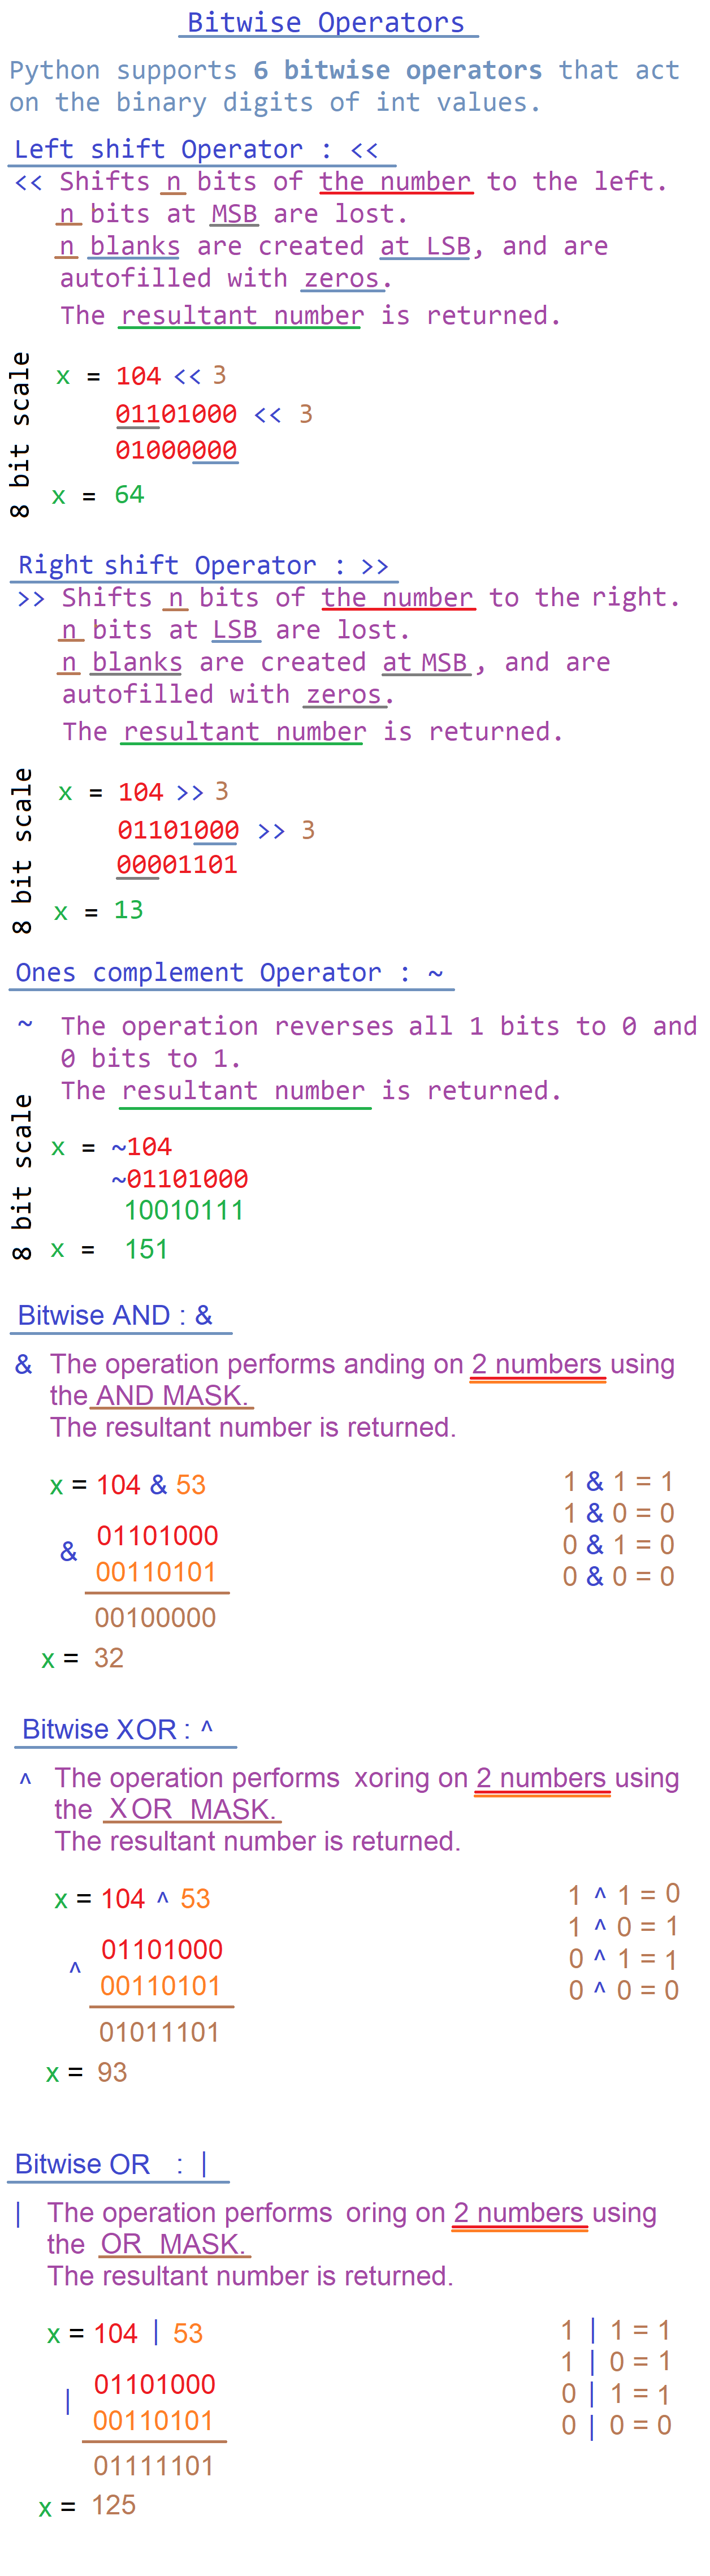 Bitwise Operators
Python supports 6 bitwise operators that act
on the binary digits of int values.
Left shift Operator : <<
<< Shifts n bits of the number to the left.
n bits at MSB are lost.
n blanks are created at LSB, and are
autofilled with zeros.
The resultant number is returned.
8 bit scale
x = 104 << 3
01101000 << 3
01000000
x = 64
Right shift Operator : >>
>> Shifts n bits of the number to the right.
n bits at LSB are lost.
n blanks are created at MSB, and are
autofilled with zeros.
The resultant number is returned.
8 bit scale
x = 104 >> 3
01101000 >> 3
00001101
x = 13
Ones complement Operator : ~
~ The operation reverses all 1 bits to 0 and
0 bits to 1.
The resultant number is returned.
8 bit scale
x = ~104
~01101000
10010111
x = 151
Bitwise AND : &
& The operation performs anding on 2 numbers using
the AND MASK.
The resultant number is returned.
x = 104 & 53
& 01101000
00110101
00100000
x = 32
1 & 1 = 1
1 & 0 = 0
0 & 1 = 0
0 & 0 = 0
Bitwise XOR : ^
^ The operation performs xoring on 2 numbers using
the XOR MASK.
The resultant number is returned.
x = 104 ^ 53
^ 01101000
00110101
01011101
x = 93
1 ^ 1 = 0
1 ^ 0 = 1
0 ^ 1 = 1
0 ^ 0 = 0
Bitwise OR : |
| The operation performs oring on 2 numbers using
the OR MASK.
The resultant number is returned.
x = 104 | 53
| 01101000
00110101
01111101
x = 125
1 | 1 = 1
1 | 0 = 1
0 | 1 = 1
0 | 0 = 0